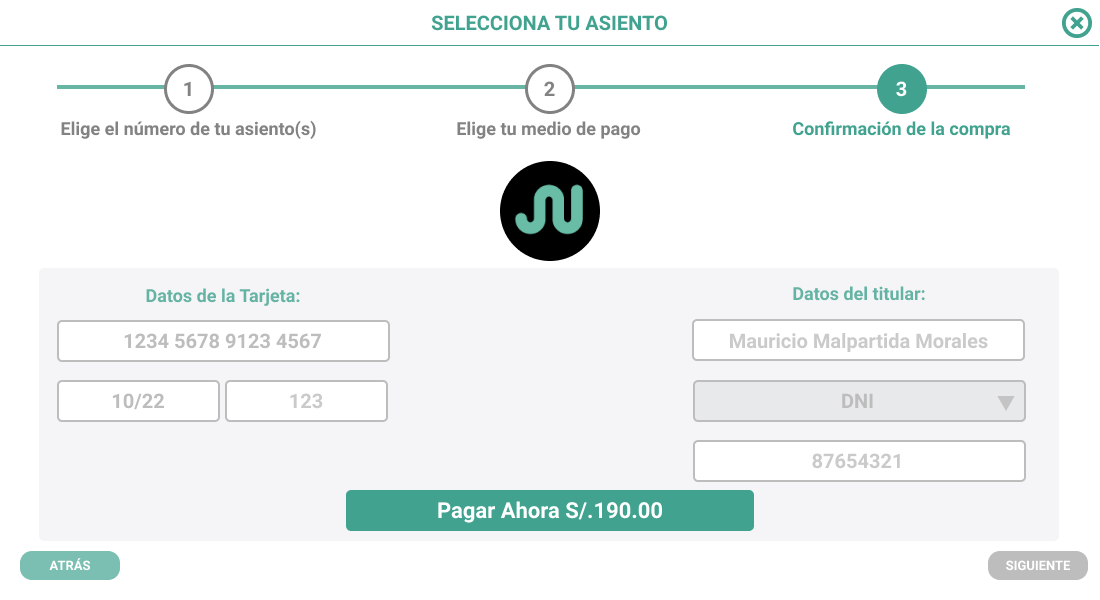 SELECCIONA TU ASIENTO
1
2
3
Elige el número de tu asiento(s)
Elige tu medio de pago
Confirmación de la compra
Datos de la Tarjeta:
1234 5678 9123 4567
10/22
123
Datos del titular:
Mauricio Malpartida Morales
DNI
87654321
Pagar Ahora S/.190.00
ATRÁS
SIGUIENTE